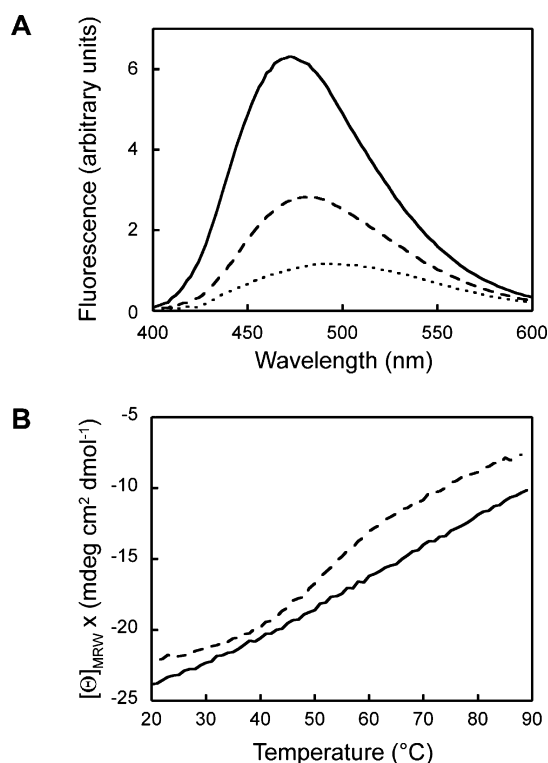 A
Fluorescence (arbitrary units)
6
4
2
0
400 450 500 550 600
Wavelength (nm)
B
[Θ]MRW x (mdeg cm² dmol⁻¹)
-5
-10
-15
-20
-25
20 30 40 50 60 70 80 90
Temperature (°C)